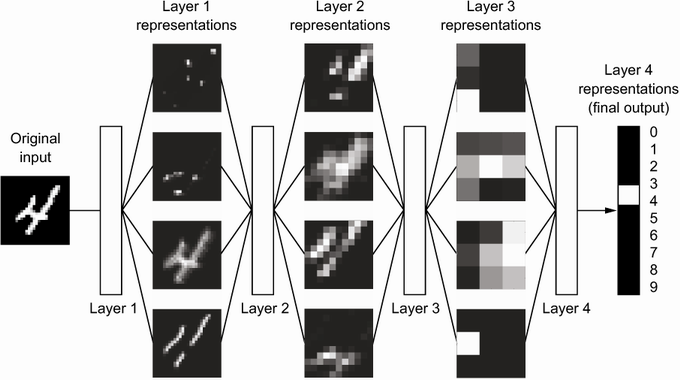 Layer 1
representations
Layer 2
representations
Layer 3
representations
Layer 4
representations
(final output)
Original
input
0
1
2
3
4
5
6
7
8
9
Layer 1
Layer 2
Layer 3
Layer 4